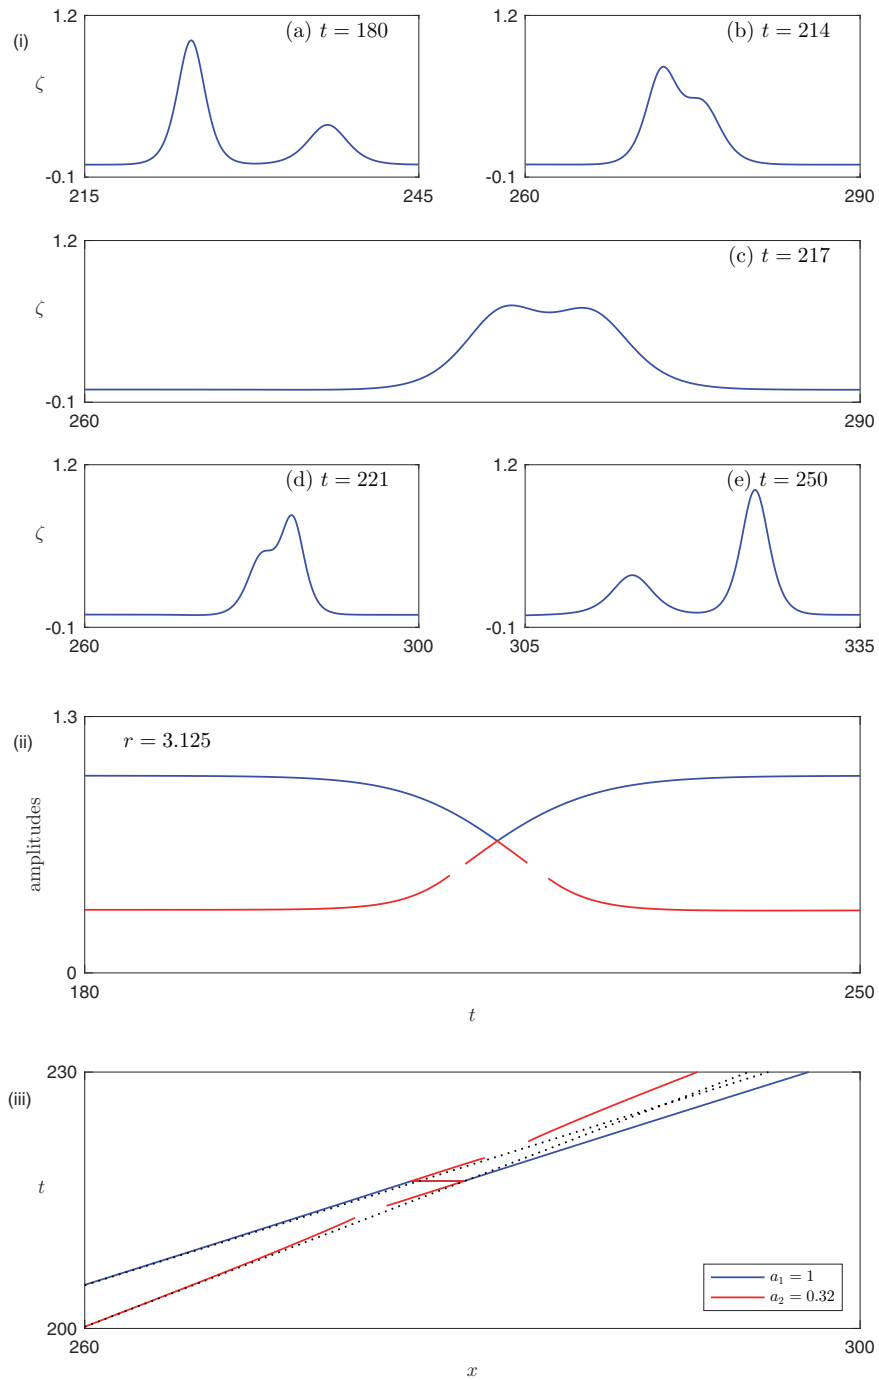 (i)
1.2
ζ
-0.1
215
245
(a) t = 180
1.2
-0.1
260
290
(b) t = 214
1.2
ζ
-0.1
260
290
(c) t = 217
1.2
ζ
-0.1
260
300
(d) t = 221
1.2
-0.1
305
335
(e) t = 250
(ii)
1.3
r = 3.125
amplitudes
0
180
250
t
(iii)
230
t
200
260
300
x
a₁ = 1
a₂ = 0.32